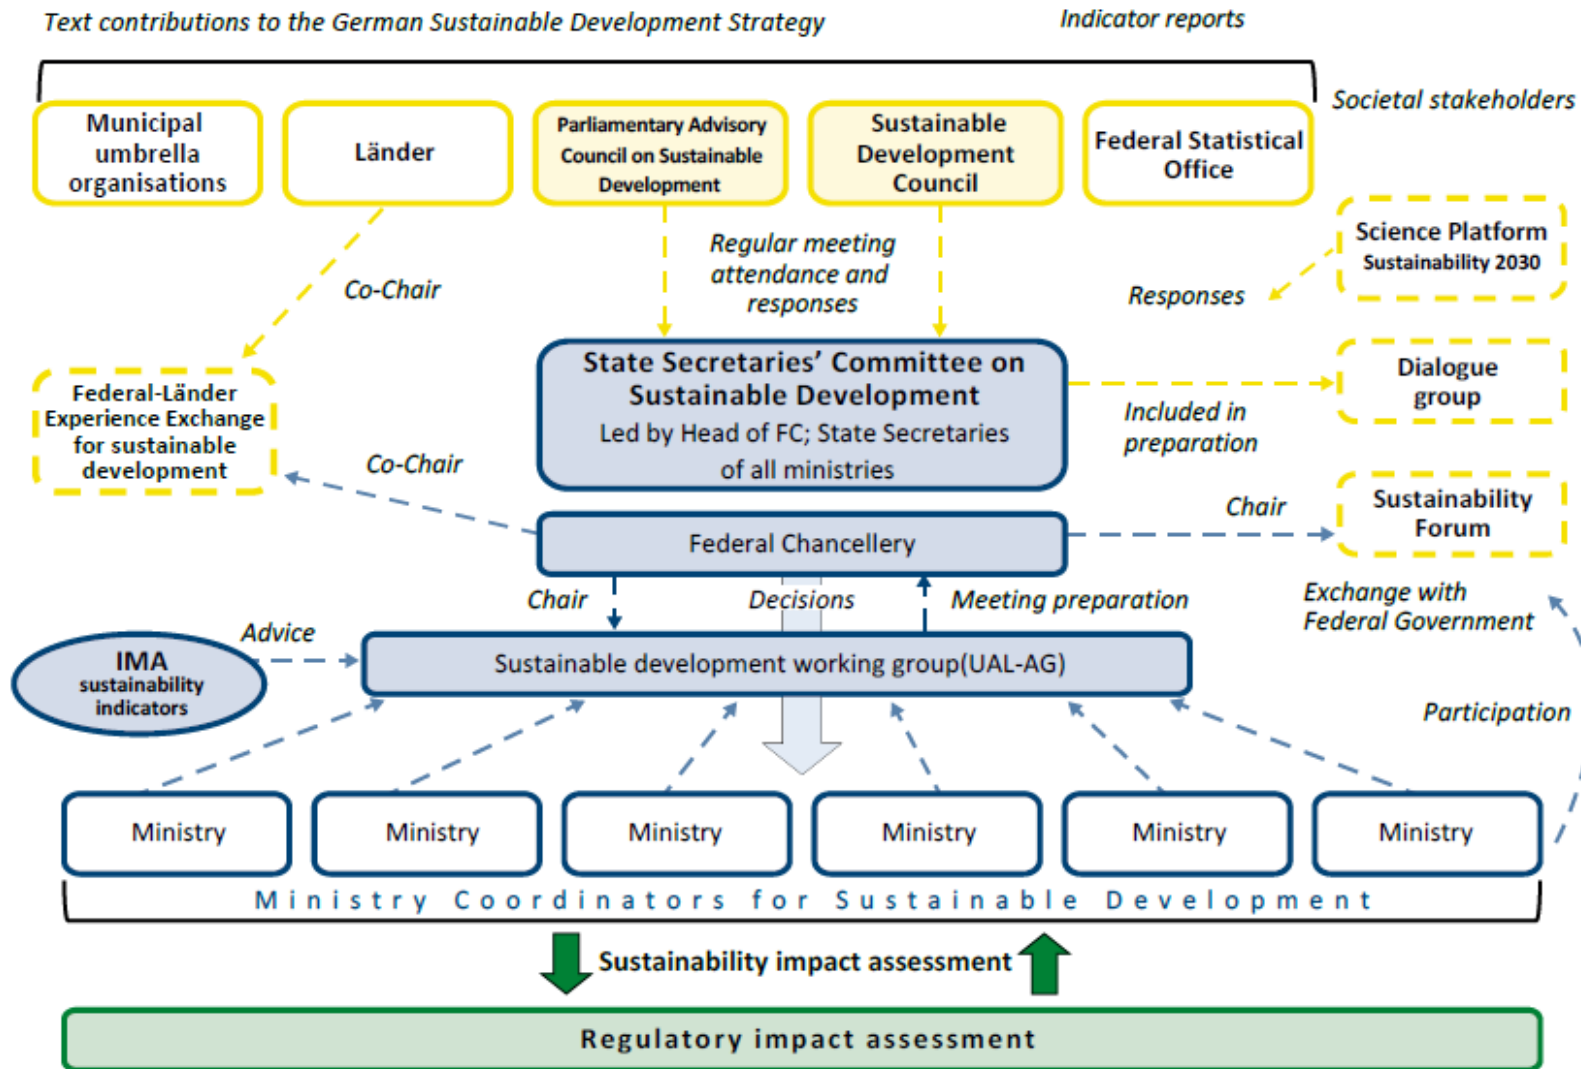 Text contributions to the German Sustainable Development Strategy
Indicator reports
Societal stakeholders
Municipal
umbrella
organisations
Länder
Parliamentary Advisory
Council on Sustainable
Development
Sustainable
Development
Council
Federal Statistical
Office
Science Platform
Sustainability 2030
Regular meeting
attendance and
responses
Co-Chair
Responses
State Secretaries’ Committee on
Sustainable Development
Led by Head of FC; State Secretaries
of all ministries
Dialogue
group
Included in
preparation
Federal-Länder
Experience Exchange
for sustainable
development
Co-Chair
Federal Chancellery
Chair
Sustainability
Forum
Chair
Decisions
Meeting preparation
Exchange with
Federal Government
Advice
IMA
sustainability
indicators
Sustainable development working group(UAL-AG)
Participation
Ministry
Ministry
Ministry
Ministry
Ministry
Ministry
Ministry Coordinators for Sustainable Development
Sustainability impact assessment
Regulatory impact assessment